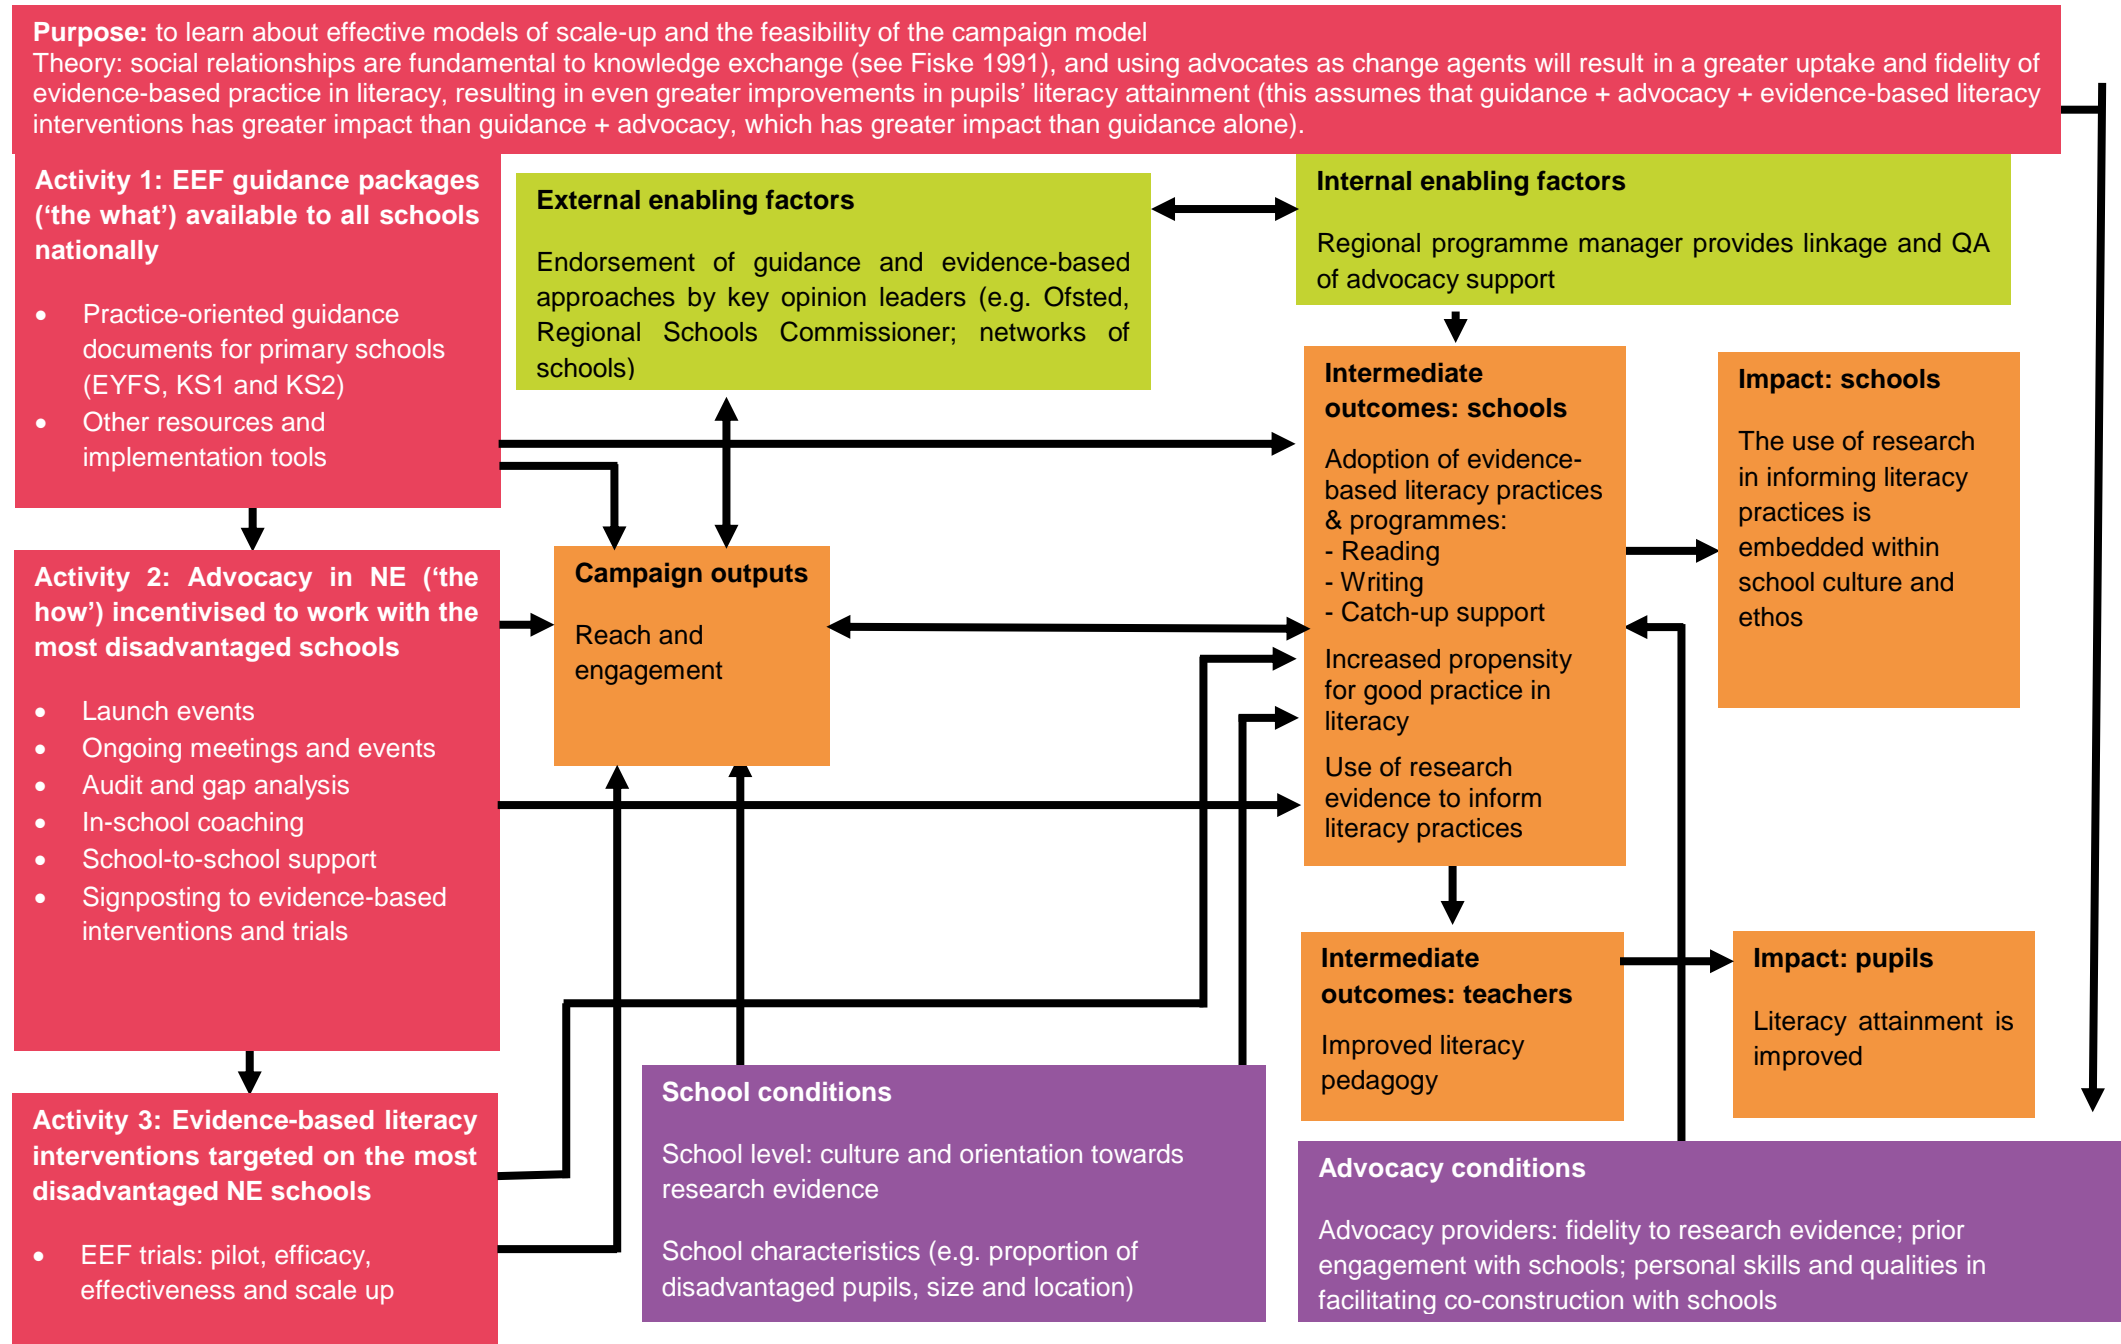 Purpose: to learn about effective models of scale-up and the feasibility of the campaign model
Theory: social relationships are fundamental to knowledge exchange (see Fiske 1991), and using advocates as change agents will result in a greater uptake and fidelity of
evidence-based practice in literacy, resulting in even greater improvements in pupils’ literacy attainment (this assumes that guidance + advocacy + evidence-based literacy
interventions has greater impact than guidance + advocacy, which has greater impact than guidance alone).
Activity 1: EEF guidance packages
(‘the what’) available to all schools
nationally
• Practice-oriented guidance
documents for primary schools
(EYFS, KS1 and KS2)
• Other resources and
implementation tools
External enabling factors
Endorsement of guidance and evidence-based
approaches by key opinion leaders (e.g. Ofsted,
Regional Schools Commissioner; networks of
schools)
Internal enabling factors
Regional programme manager provides linkage and QA
of advocacy support
Activity 2: Advocacy in NE (‘the
how’) incentivised to work with the
most disadvantaged schools
• Launch events
• Ongoing meetings and events
• Audit and gap analysis
• In-school coaching
• School-to-school support
• Signposting to evidence-based
interventions and trials
Campaign outputs
Reach and
engagement
Intermediate
outcomes: schools
Adoption of evidence-
based literacy practices
& programmes:
- Reading
- Writing
- Catch-up support
Increased propensity
for good practice in
literacy
Use of research
evidence to inform
literacy practices
Impact: schools
The use of research
in informing literacy
practices is
embedded within
school culture and
ethos
Intermediate
outcomes: teachers
Improved literacy
pedagogy
Impact: pupils
Literacy attainment is
improved
Activity 3: Evidence-based literacy
interventions targeted on the most
disadvantaged NE schools
• EEF trials: pilot, efficacy,
effectiveness and scale up
School conditions
School level: culture and orientation towards
research evidence
School characteristics (e.g. proportion of
disadvantaged pupils, size and location)
Advocacy conditions
Advocacy providers: fidelity to research evidence; prior
engagement with schools; personal skills and qualities in
facilitating co-construction with schools